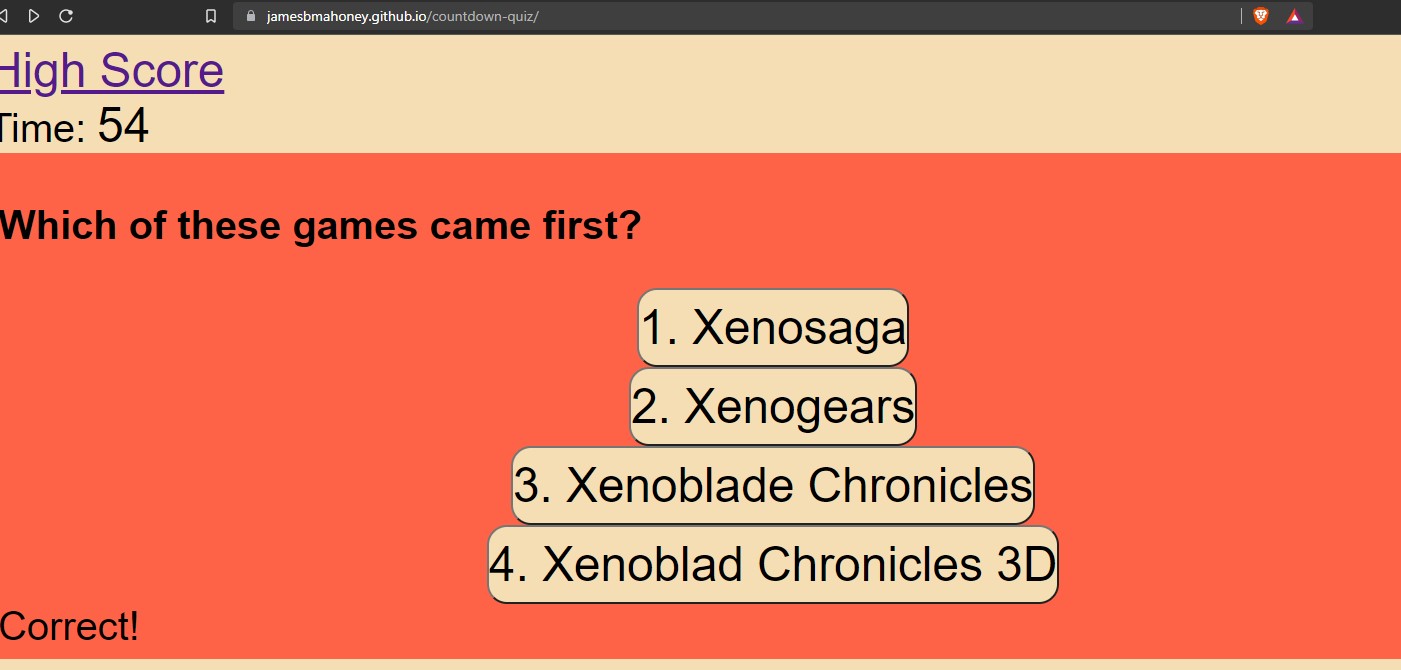 jamesbmahoney.github.io/countdown-quiz/
High Score
Time: 54
Which of these games came first?
1. Xenosaga
2. Xenogears
3. Xenoblade Chronicles
4. Xenoblad Chronicles 3D
Correct!